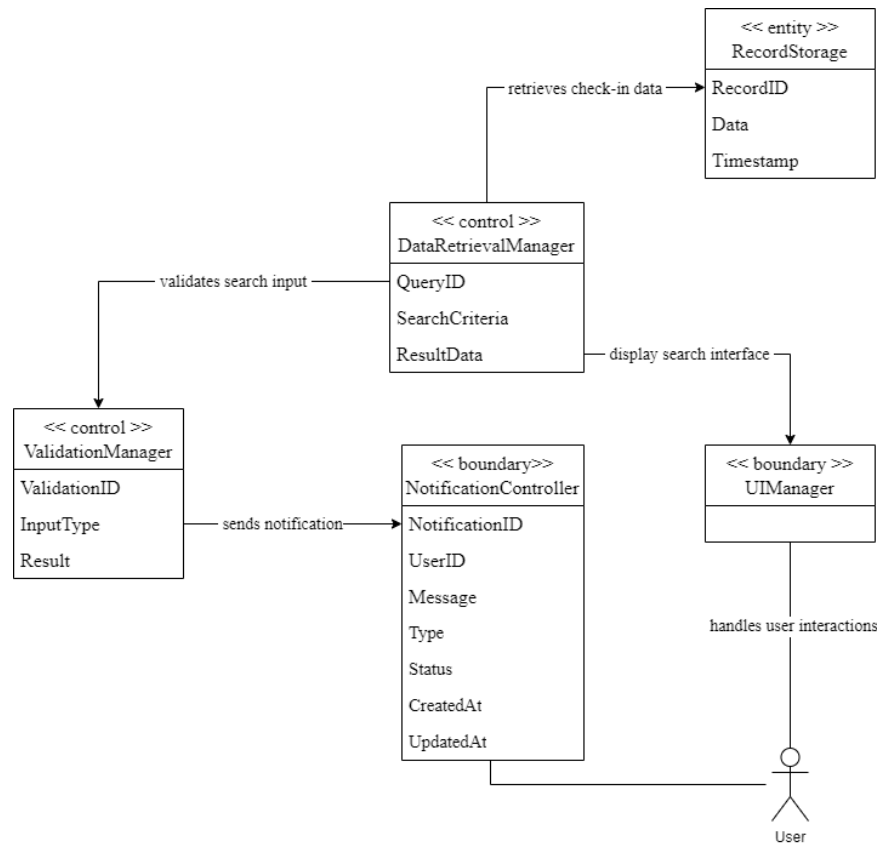 << entity >>
RecordStorage
RecordID
Data
Timestamp
retrieves check-in data
<< control >>
DataRetrievalManager
QueryID
SearchCriteria
ResultData
validates search input
display search interface
<< control >>
ValidationManager
ValidationID
InputType
Result
sends notification
<< boundary>>
NotificationController
NotificationID
UserID
Message
Type
Status
CreatedAt
UpdatedAt
<< boundary >>
UIManager
handles user interactions
User